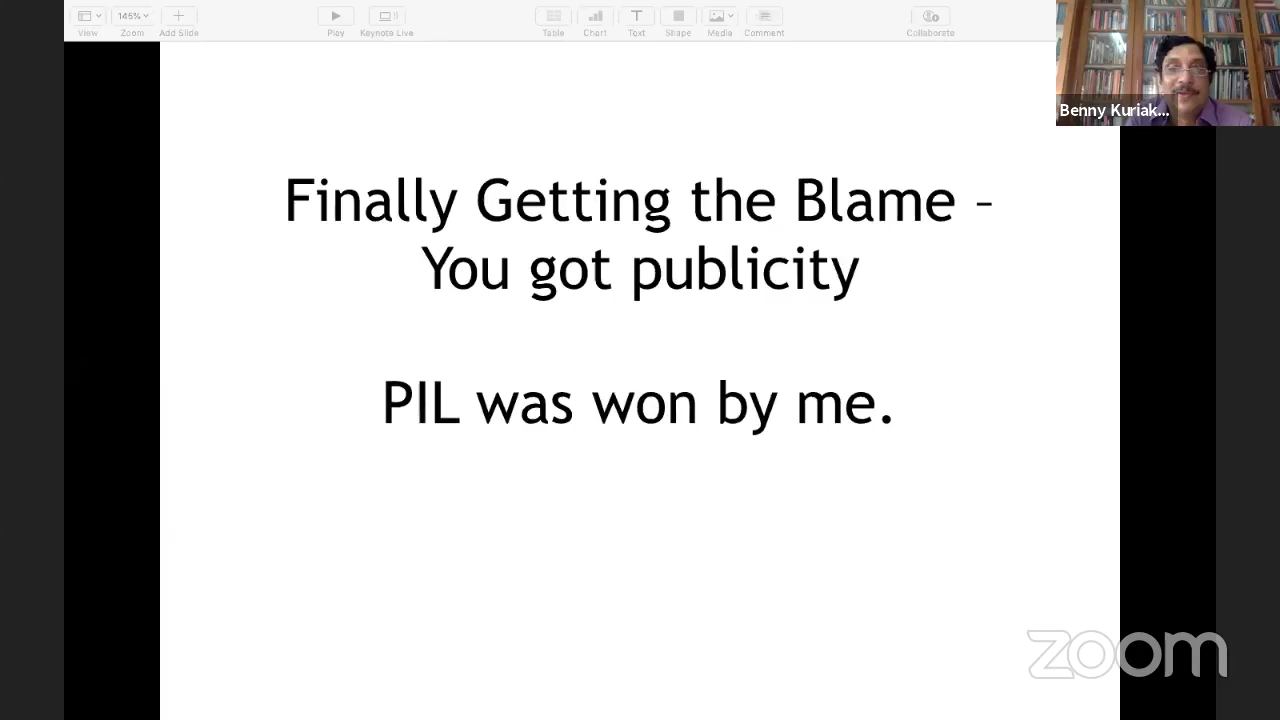 145%
View
Zoom
Add Slide
Play
Keynote Live
Table
Chart
Text
Shape
Media
Comment
Collaborate
Benny Kuriak...
Finally Getting the Blame –
You got publicity
PIL was won by me.
zoom